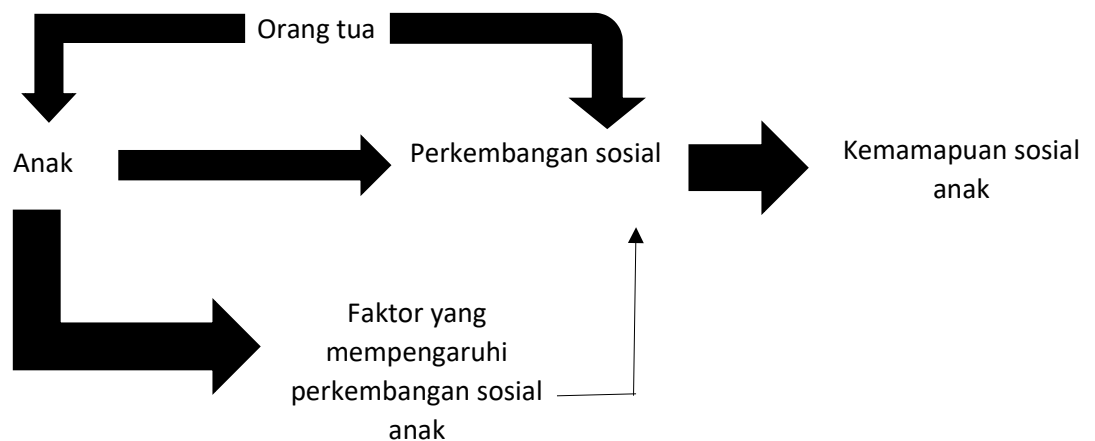 Orang tua
Anak
Perkembangan sosial
Kemamapuan sosial
anak
Faktor yang
mempengaruhi
perkembangan sosial
anak